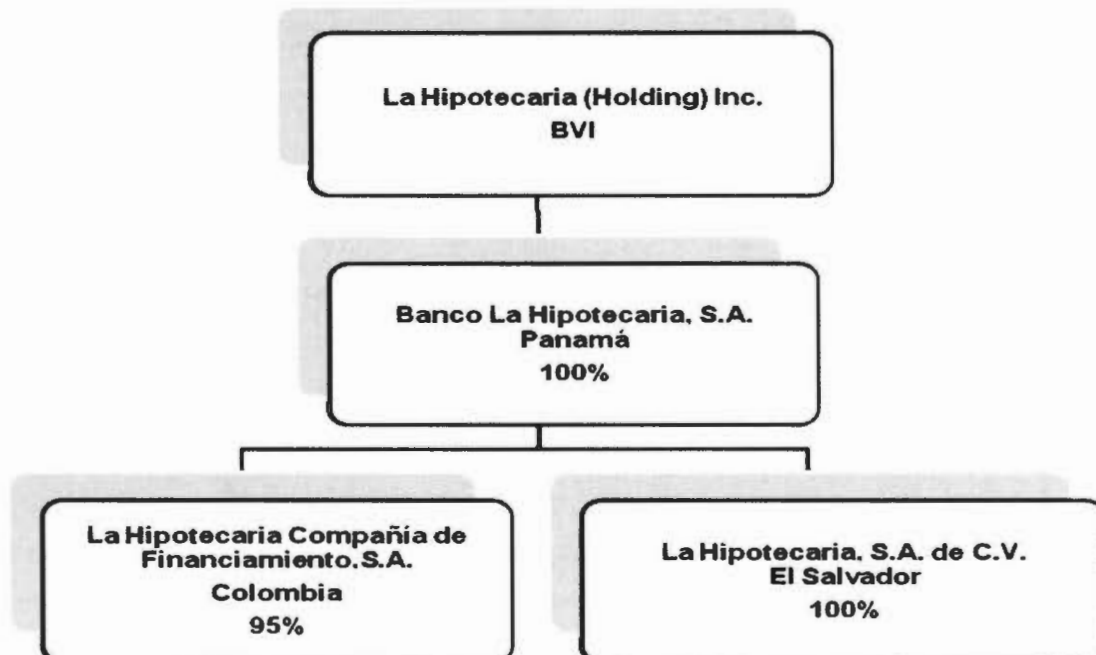 La Hipotecaria (Holding) Inc.
BVI
Banco La Hipotecaria, S.A.
Panamá
100%
La Hipotecaria Compañía de
Financiamiento, S.A.
Colombia
95%
La Hipotecaria, S.A. de C.V.
El Salvador
100%